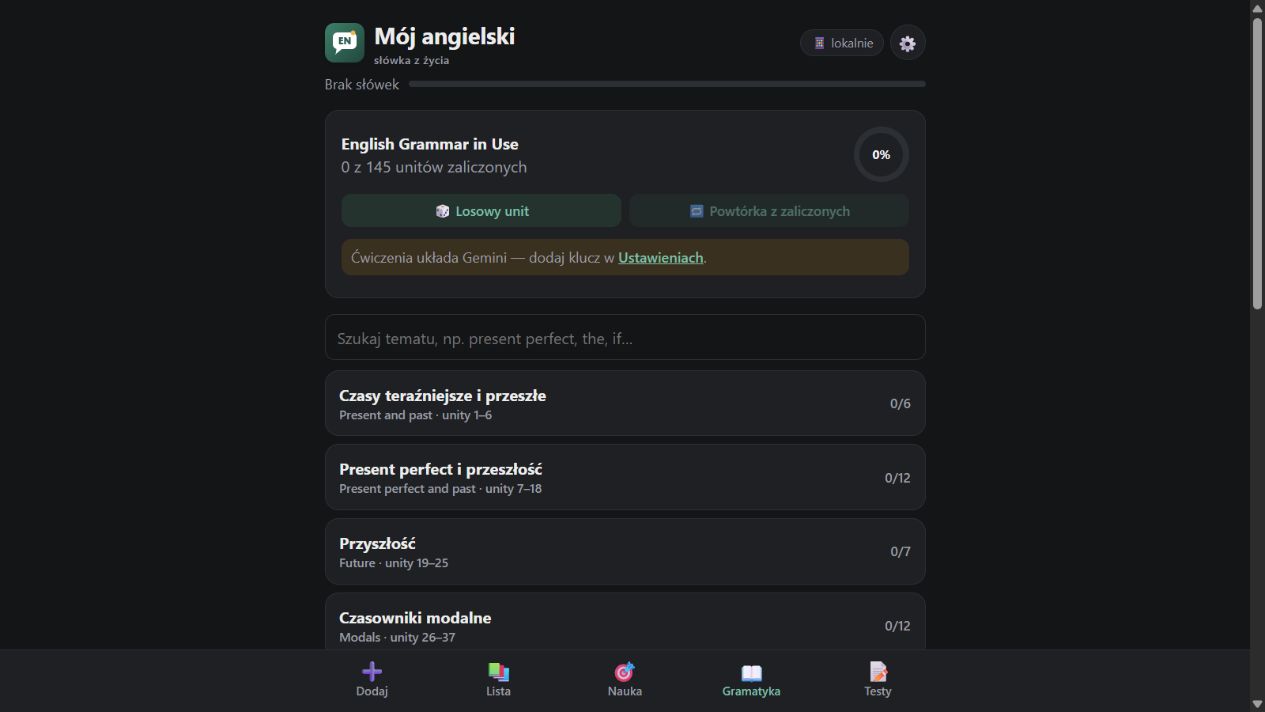 EN
Mój angielski
słówka z życia
lokalnie
Brak słówek
English Grammar in Use
0 z 145 unitów zaliczonych
0%
Losowy unit
Powtórka z zaliczonych
Ćwiczenia układa Gemini — dodaj klucz w Ustawieniach.
Szukaj tematu, np. present perfect, the, if...
Czasy teraźniejsze i przeszłe
Present and past · unity 1–6
0/6
Present perfect i przeszłość
Present perfect and past · unity 7–18
0/12
Przyszłość
Future · unity 19–25
0/7
Czasowniki modalne
Modals · unity 26–37
0/12
Dodaj
Lista
Nauka
Gramatyka
Testy